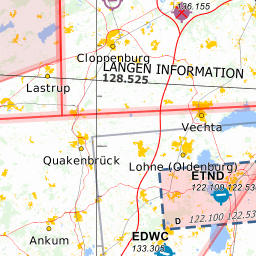 136.155
Cloppenburg
LANGEN INFORMATION
128.525
Lastrup
Vechta
Quakenbrück
Lohne (Oldenburg)
ETND
122.100 122.53
D
122.100 122.53
Ankum
EDWC
133.305